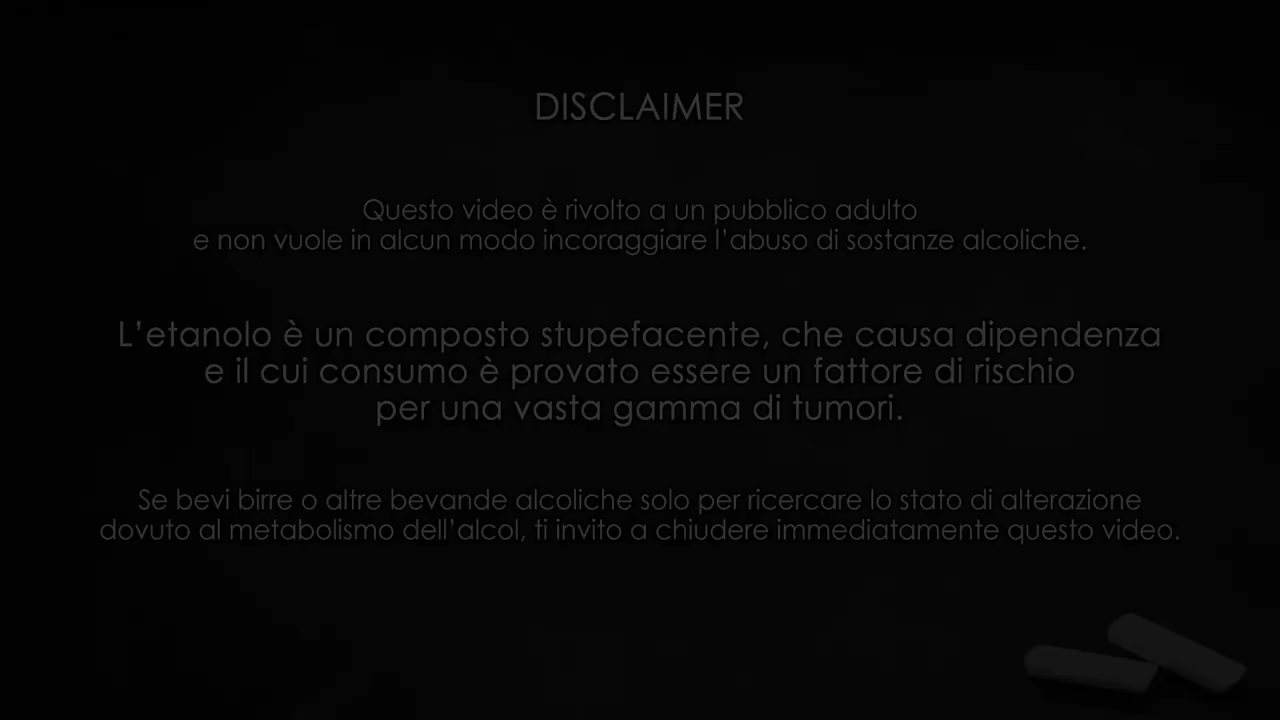 DISCLAIMER
Questo video è rivolto a un pubblico adulto
e non vuole in alcun modo incoraggiare l'abuso di sostanze alcoliche.
L'etanolo è un composto stupefacente, che causa dipendenza
e il cui consumo è provato essere un fattore di rischio
per una vasta gamma di tumori.
Se bevi birre o altre bevande alcoliche solo per ricercare lo stato di alterazione
dovuto al metabolismo dell'alcol, ti invito a chiudere immediatamente questo video.